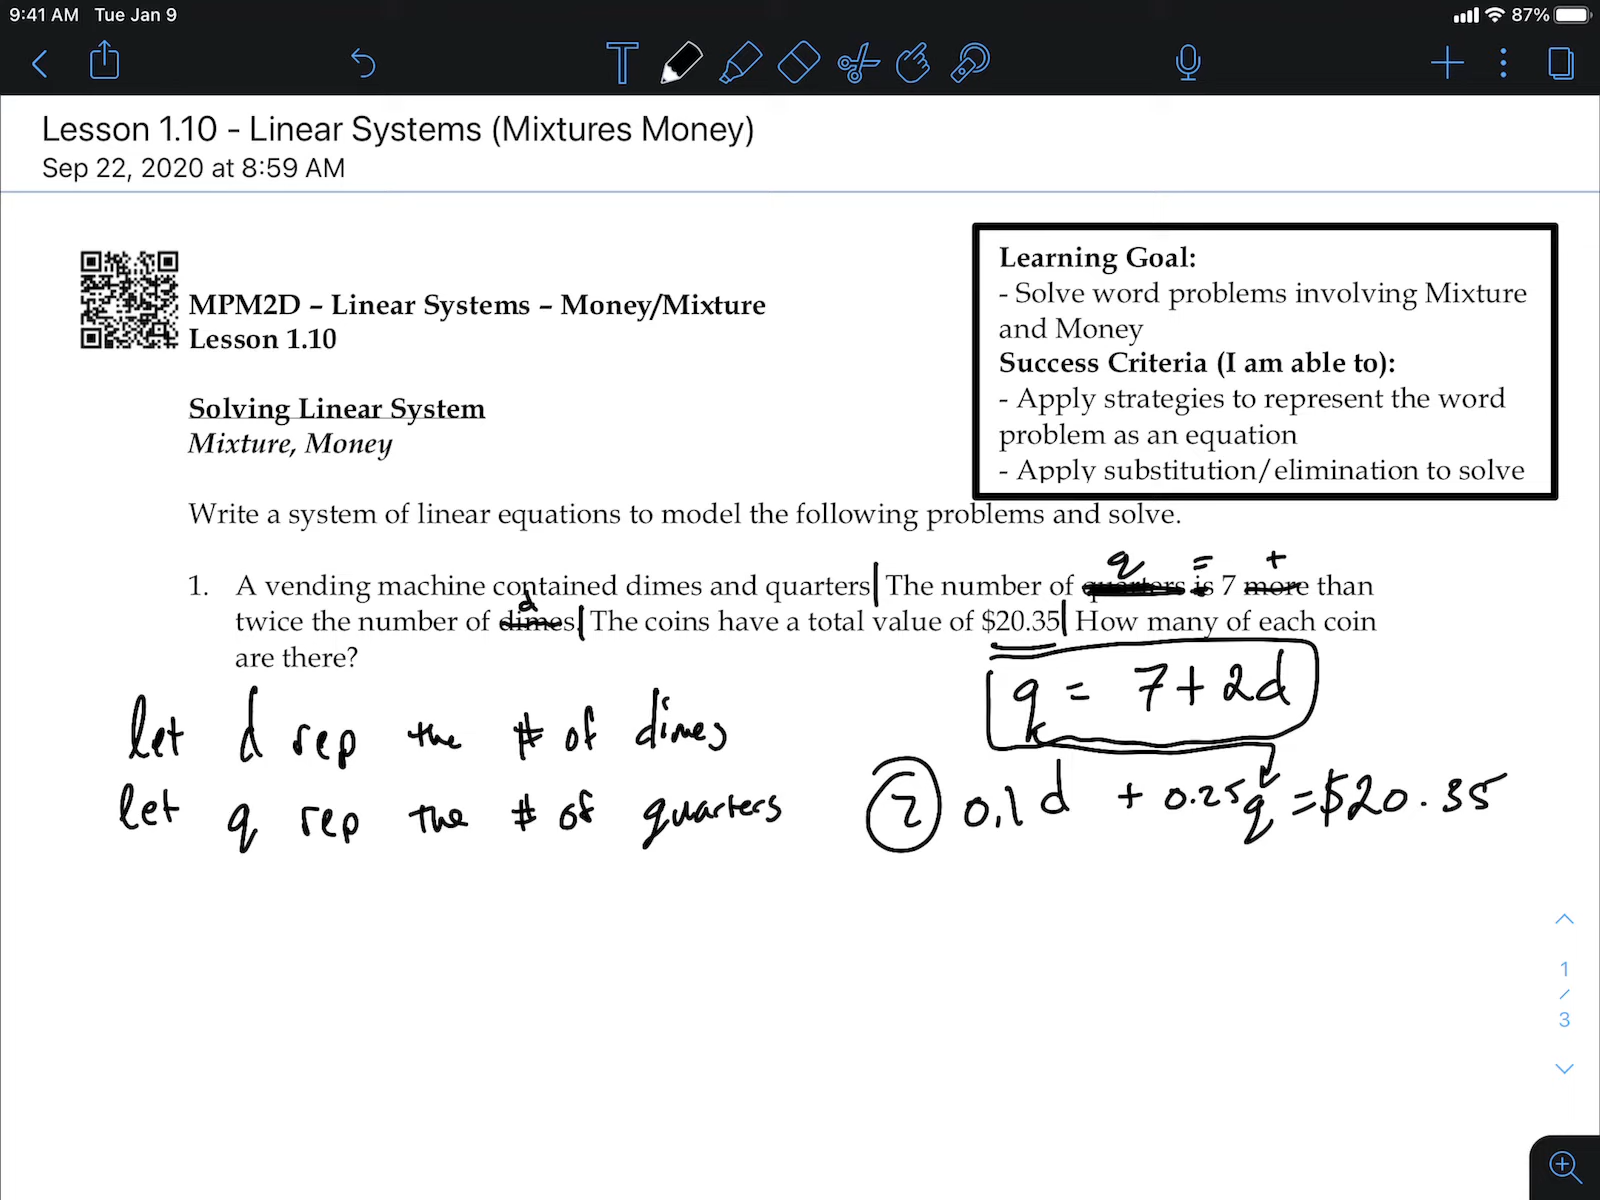 9:41 AM Tue Jan 9 87%
Lesson 1.10 - Linear Systems (Mixtures Money)
Sep 22, 2020 at 8:59 AM
MPM2D – Linear Systems – Money/Mixture
Lesson 1.10
Learning Goal:
- Solve word problems involving Mixture
and Money
Success Criteria (I am able to):
- Apply strategies to represent the word
problem as an equation
- Apply substitution/elimination to solve
Solving Linear System
Mixture, Money
Write a system of linear equations to model the following problems and solve.
q = +
1. A vending machine contained dimes and quarters The number of quarters is 7 more than
d
twice the number of dimes. The coins have a total value of $20.35 How many of each coin
are there?
q = 7 + 2d
let d rep the # of dimes
let q rep the # of quarters
2 0.1d + 0.25q = $20.35
1
/
3